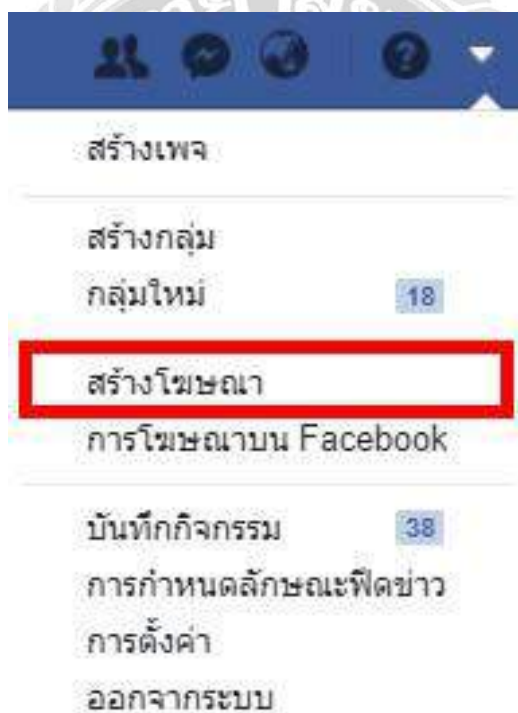 สร้างเพจ
สร้างกลุ่ม
กลุ่มใหม่ 18
สร้างโฆษณา
การโฆษณาบน Facebook
บันทึกกิจกรรม 38
การกำหนดลักษณะฟีดข่าว
การตั้งค่า
ออกจากระบบ